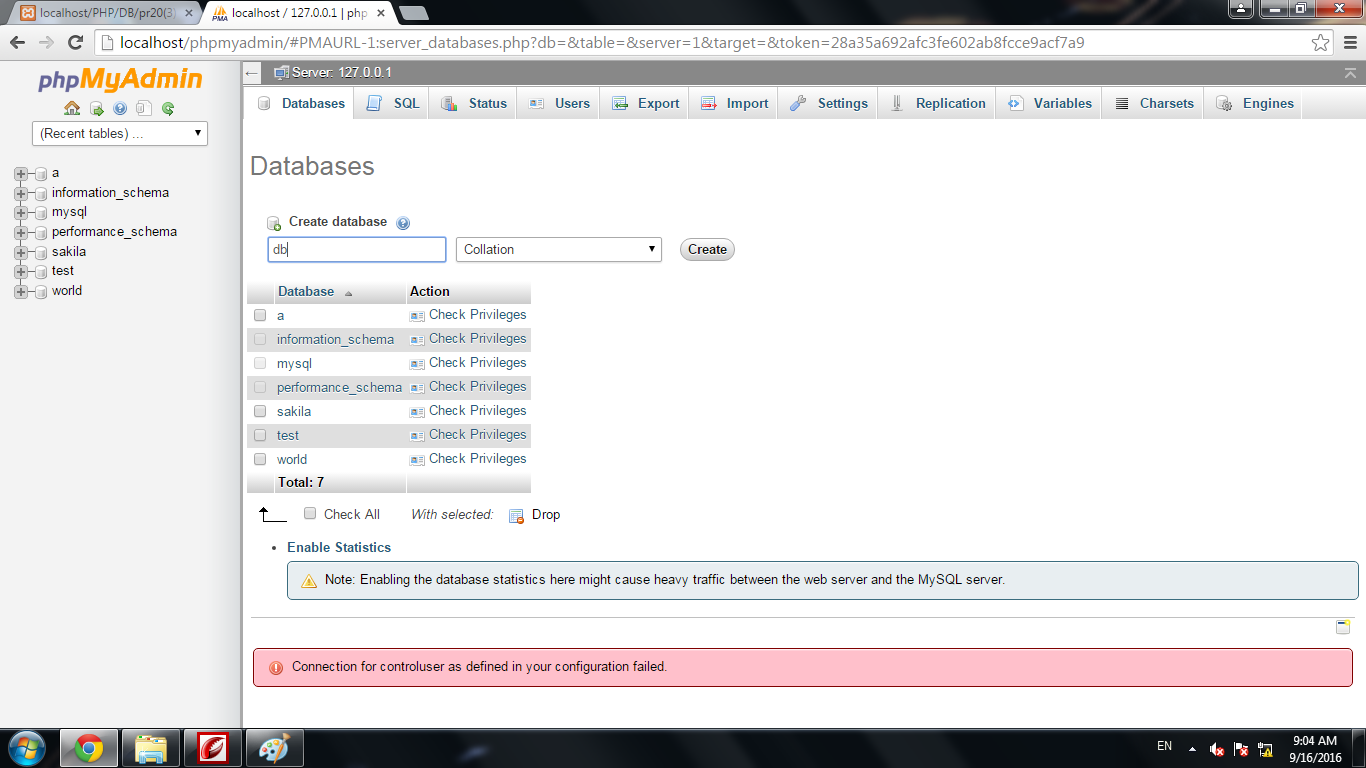 localhost/PHP/DB/pr20(3)
localhost / 127.0.0.1 | php
localhost/phpmyadmin/#PMAURL-1:server_databases.php?db=&table=&server=1&target=&token=28a35a692afc3fe602ab8fcce9acf7a9
phpMyAdmin
(Recent tables) ...
a
information_schema
mysql
performance_schema
sakila
test
world
Server: 127.0.0.1
Databases SQL Status Users Export Import Settings Replication Variables Charsets Engines
Databases
Create database
db Collation Create
Database Action
a Check Privileges
information_schema Check Privileges
mysql Check Privileges
performance_schema Check Privileges
sakila Check Privileges
test Check Privileges
world Check Privileges
Total: 7
Check All With selected: Drop
Enable Statistics
Note: Enabling the database statistics here might cause heavy traffic between the web server and the MySQL server.
Connection for controluser as defined in your configuration failed.
EN
9:04 AM
9/16/2016